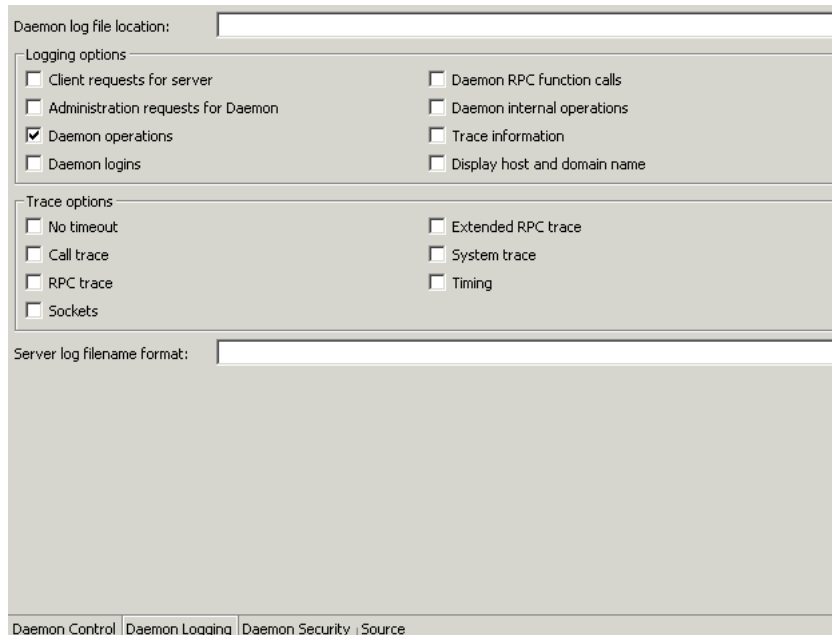 Daemon log file location:
Logging options
Client requests for server
Daemon RPC function calls
Administration requests for Daemon
Daemon internal operations
Daemon operations
Trace information
Daemon logins
Display host and domain name
Trace options
No timeout
Extended RPC trace
Call trace
System trace
RPC trace
Timing
Sockets
Server log filename format:
Daemon Control Daemon Logging Daemon Security Source